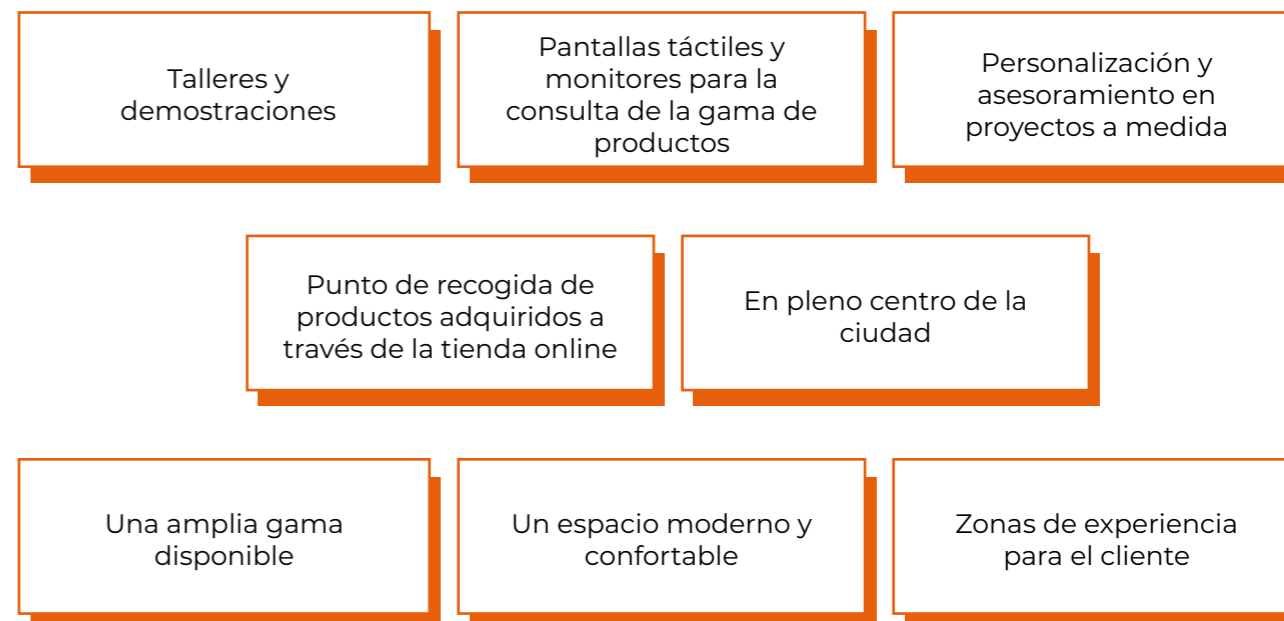 Talleres y
demostraciones
Pantallas táctiles y
monitores para la
consulta de la gama de
productos
Personalización y
asesoramiento en
proyectos a medida
Punto de recogida de
productos adquiridos a
través de la tienda online
En pleno centro de la
ciudad
Una amplia gama
disponible
Un espacio moderno y
confortable
Zonas de experiencia
para el cliente